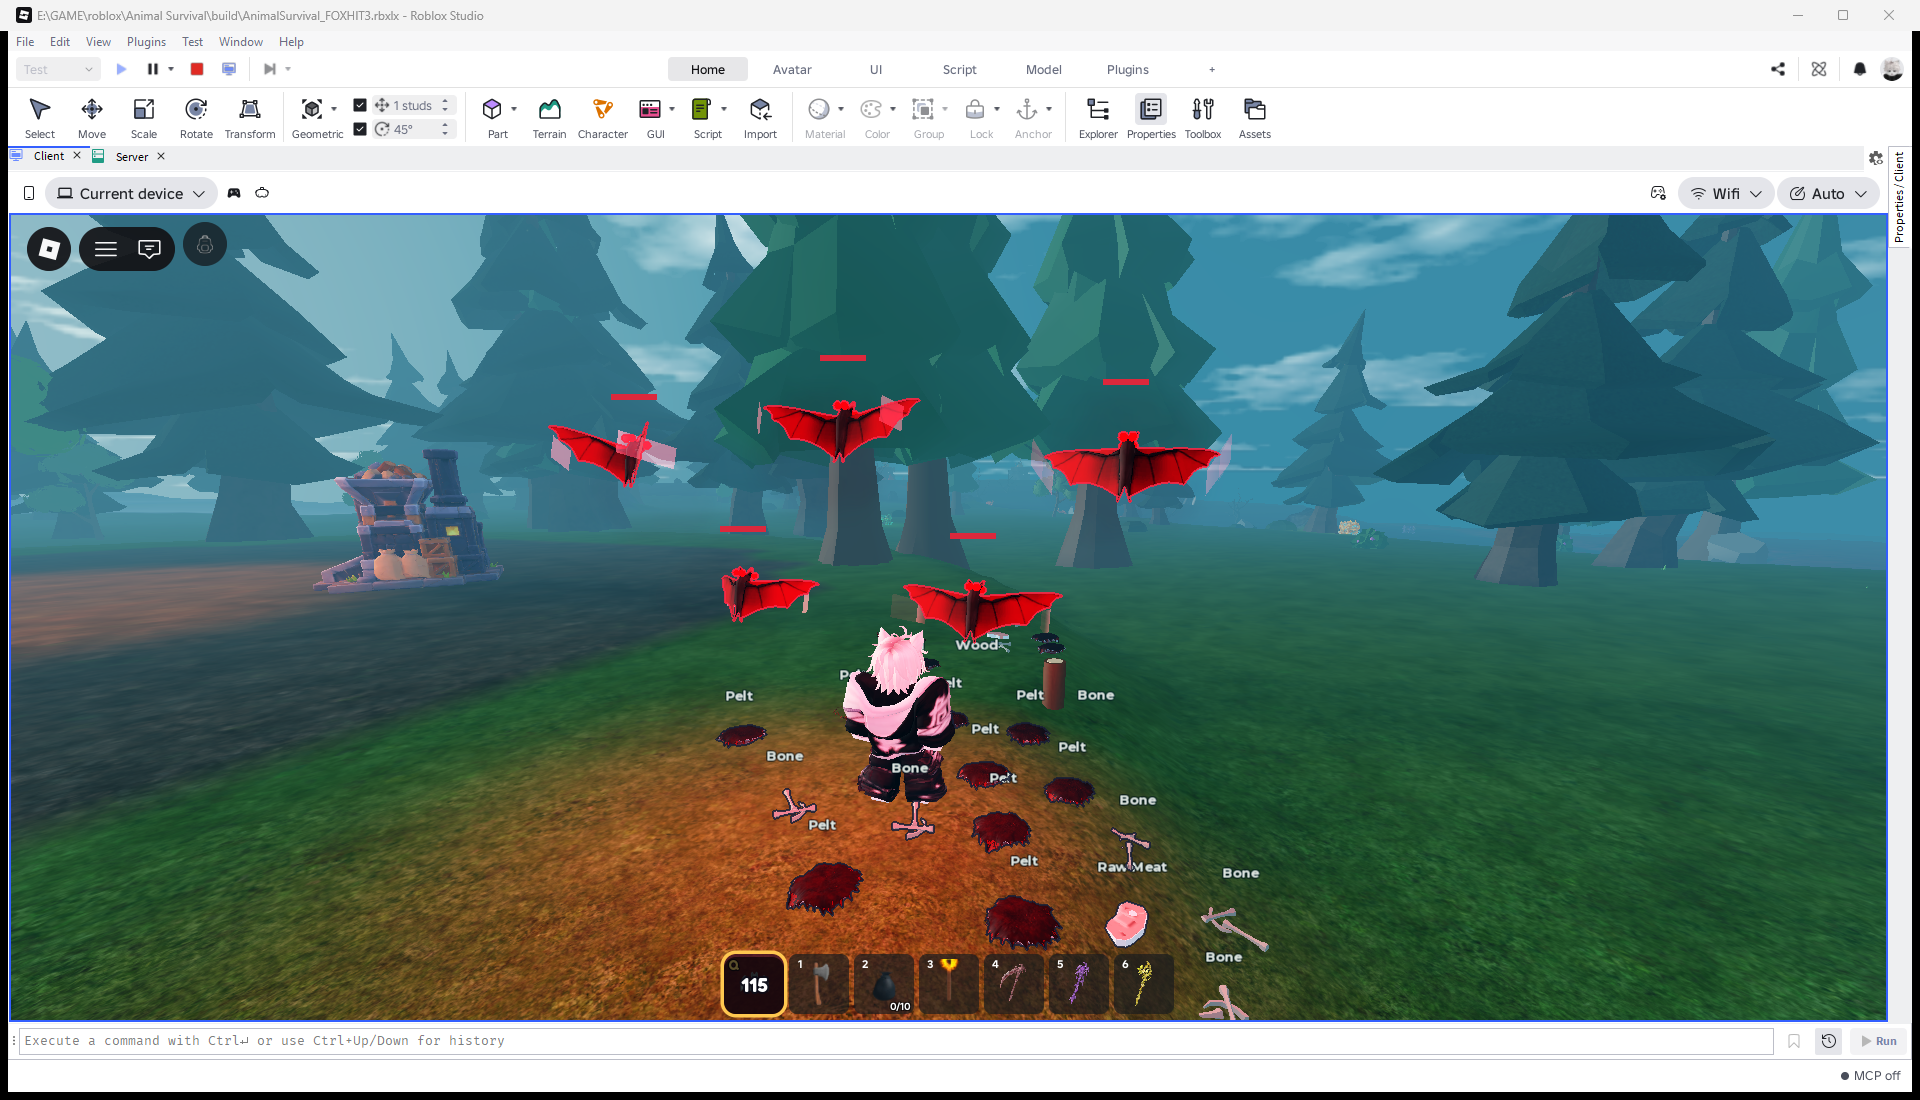 E:\GAME\roblox\Animal Survival\build\AnimalSurvival_FOXHIT3.rbxlx - Roblox Studio
File Edit View Plugins Test Window Help
Test
Home Avatar UI Script Model Plugins +
1 studs
45°
Select Move Scale Rotate Transform Geometric Part Terrain Character GUI Script Import Material Color Group Lock Anchor Explorer Properties Toolbox Assets
Client Server
Properties / Client
Current device
Wifi Auto
Wood
Pelt
Pelt
Bone
Pelt
Pelt
Bone
Bone
Pelt
Bone
Pelt
Pelt
Raw Meat
Bone
Bone
Q
115
1
2
0/10
3
4
5
6
Execute a command with Ctrl↵ or use Ctrl+Up/Down for history
Run
MCP off